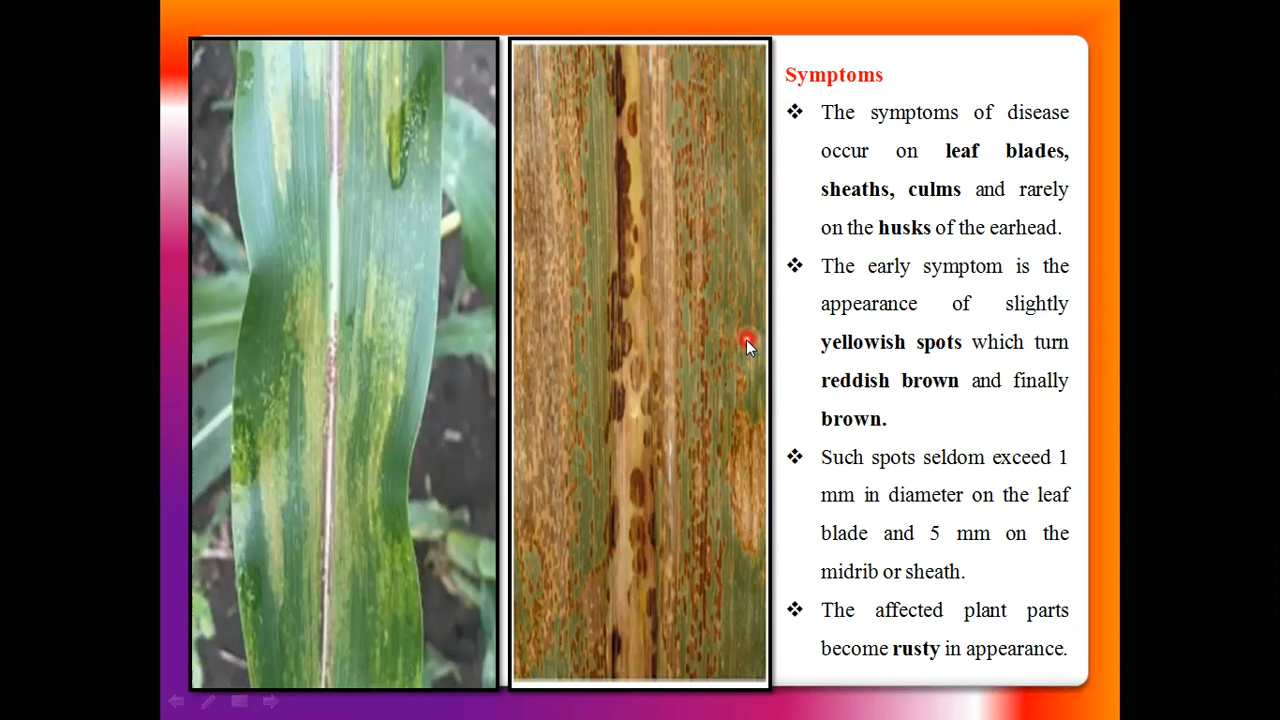 Symptoms
❖ The symptoms of disease
occur on leaf blades,
sheaths, culms and rarely
on the husks of the earhead.
❖ The early symptom is the
appearance of slightly
yellowish spots which turn
reddish brown and finally
brown.
❖ Such spots seldom exceed 1
mm in diameter on the leaf
blade and 5 mm on the
midrib or sheath.
❖ The affected plant parts
become rusty in appearance.